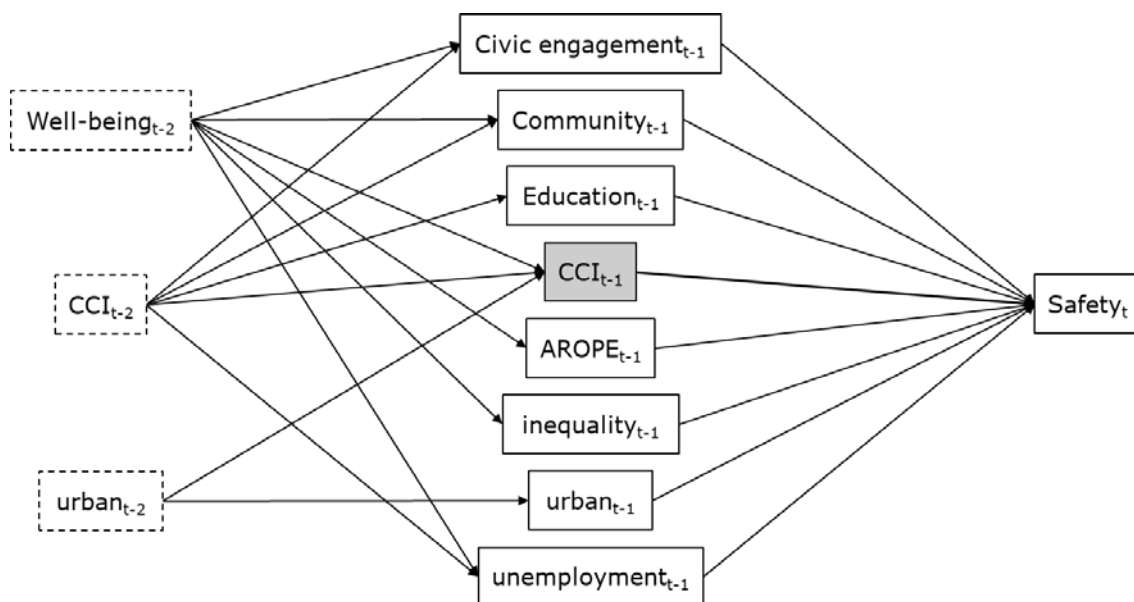 Civic engagement t-1
Well-being t-2
Community t-1
Education t-1
CCI t-1
CCI t-2
Safety t
AROPE t-1
inequality t-1
urban t-2
urban t-1
unemployment t-1